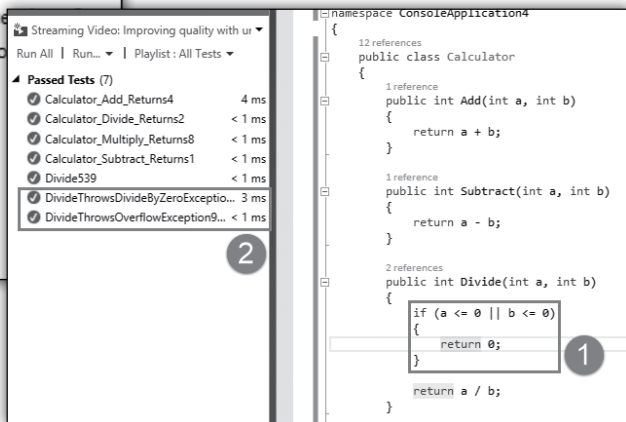 Streaming Video: Improving quality with ur
Run All | Run... | Playlist : All Tests
Passed Tests (7)
Calculator_Add_Returns4 4 ms
Calculator_Divide_Returns2 < 1 ms
Calculator_Multiply_Returns8 < 1 ms
Calculator_Subtract_Returns1 < 1 ms
Divide539 < 1 ms
DivideThrowsDivideByZeroExceptio... 3 ms
DivideThrowsOverflowException9... < 1 ms
2
namespace ConsoleApplication4
{
12 references
public class Calculator
{
1 reference
public int Add(int a, int b)
{
return a + b;
}
1 reference
public int Subtract(int a, int b)
{
return a - b;
}
2 references
public int Divide(int a, int b)
{
if (a <= 0 || b <= 0)
{
return 0;
}
1
return a / b;
}